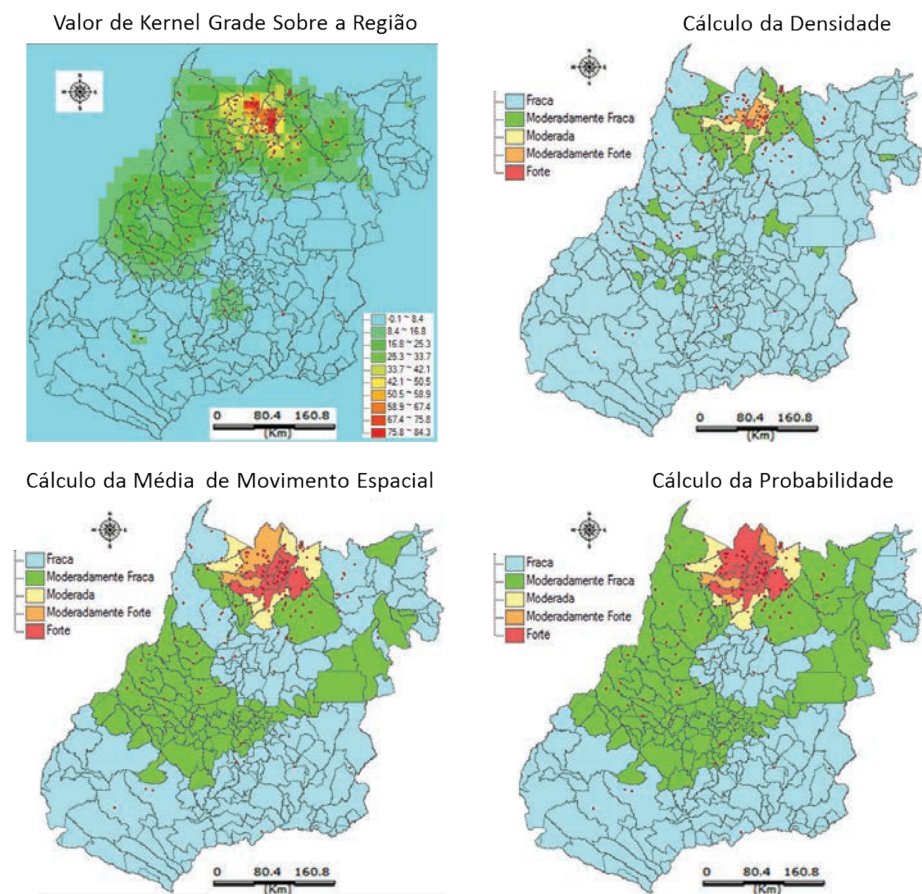 Valor de Kernel Grade Sobre a Região
N
W
E
S
-0.1 ~ 8.4
8.4 ~ 16.8
16.8 ~ 25.3
25.3 ~ 33.7
33.7 ~ 42.1
42.1 ~ 50.5
50.5 ~ 58.9
58.9 ~ 67.4
67.4 ~ 75.8
75.8 ~ 84.3
0 80.4 160.8
(Km)
Cálculo da Densidade
N
W
E
S
Fraca
Moderadamente Fraca
Moderada
Moderadamente Forte
Forte
0 80.4 160.8
(Km)
Cálculo da Média de Movimento Espacial
N
W
E
S
Fraca
Moderadamente Fraca
Moderada
Moderadamente Forte
Forte
0 80.4 160.8
(Km)
Cálculo da Probabilidade
N
W
E
S
Fraca
Moderadamente Fraca
Moderada
Moderadamente Forte
Forte
0 80.4 160.8
(Km)